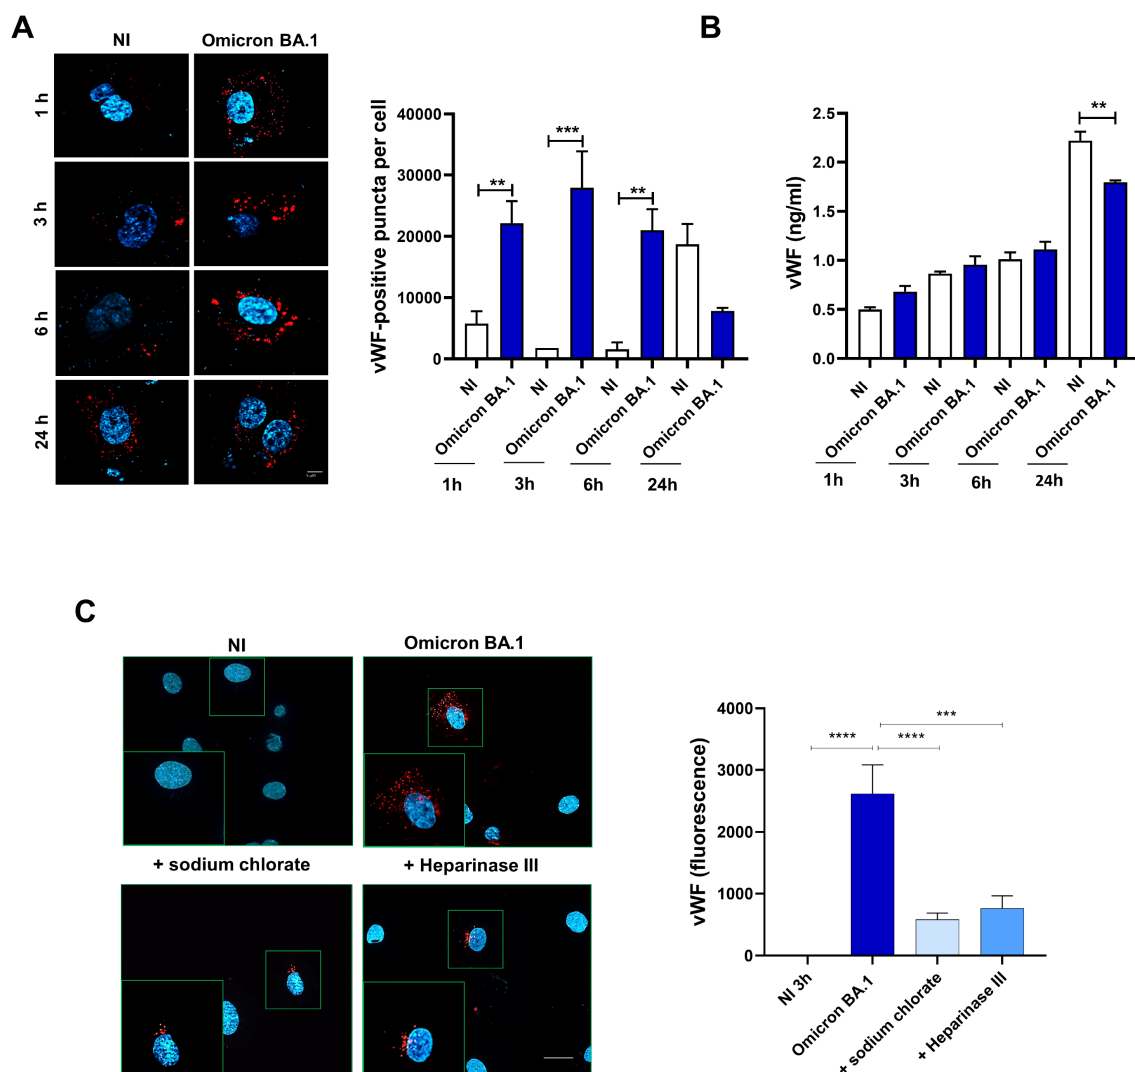 A
B
NI
Omicron BA.1
1 h
3 h
6 h
24 h
vWF-positive puncta per cell
40000
30000
20000
10000
0
**
***
**
NI
Omicron BA.1
NI
Omicron BA.1
NI
Omicron BA.1
NI
Omicron BA.1
1h
3h
6h
24h
vWF (ng/ml)
2.5
2.0
1.5
1.0
0.5
0.0
**
NI
Omicron BA.1
NI
Omicron BA.1
NI
Omicron BA.1
NI
Omicron BA.1
1h
3h
6h
24h
C
NI
Omicron BA.1
+ sodium chlorate
+ Heparinase III
vWF (fluorescence)
4000
3000
2000
1000
0
***
****
****
NI 3h
Omicron BA.1
+ sodium chlorate
+ Heparinase III